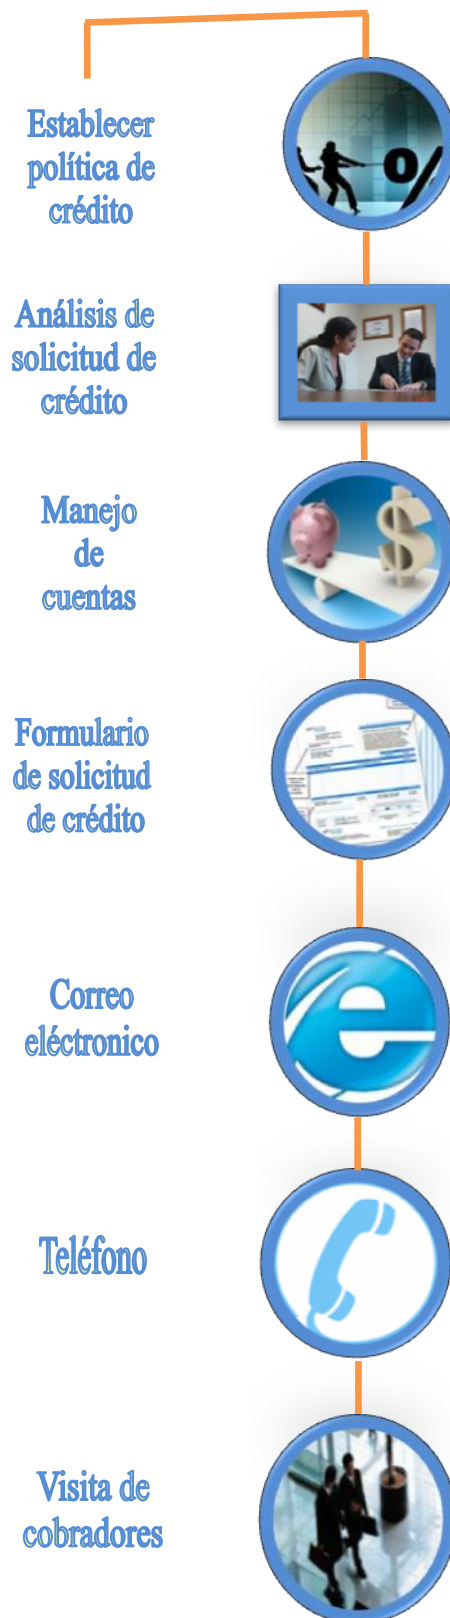 Establecer
política de
crédito
Análisis de
solicitud de
crédito
Manejo
de
cuentas
Formulario
de solicitud
de crédito
Correo
eléctronico
Teléfono
Visita de
cobradores